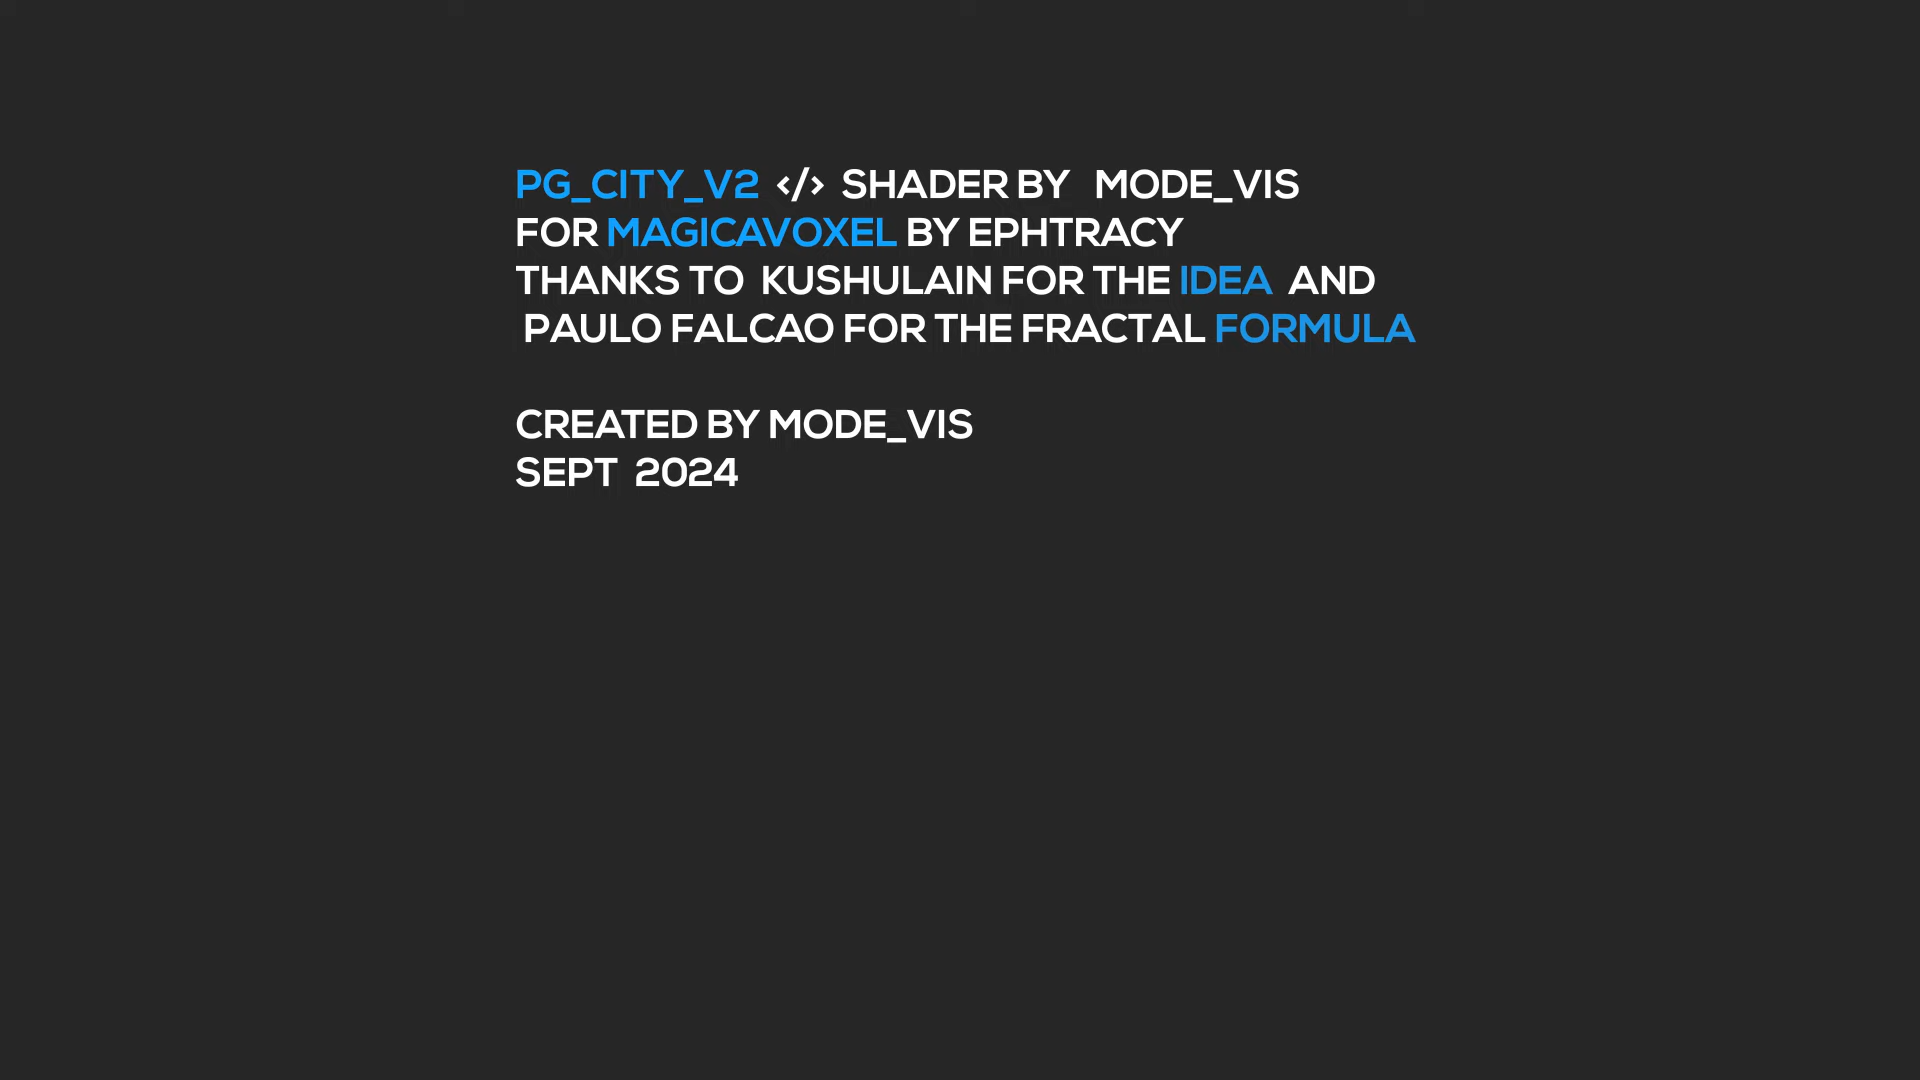 PG_CITY_V2 </> SHADER BY MODE_VIS
FOR MAGICAVOXEL BY EPHTRACY
THANKS TO KUSHULAIN FOR THE IDEA AND
PAULO FALCAO FOR THE FRACTAL FORMULA
CREATED BY MODE_VIS
SEPT 2024